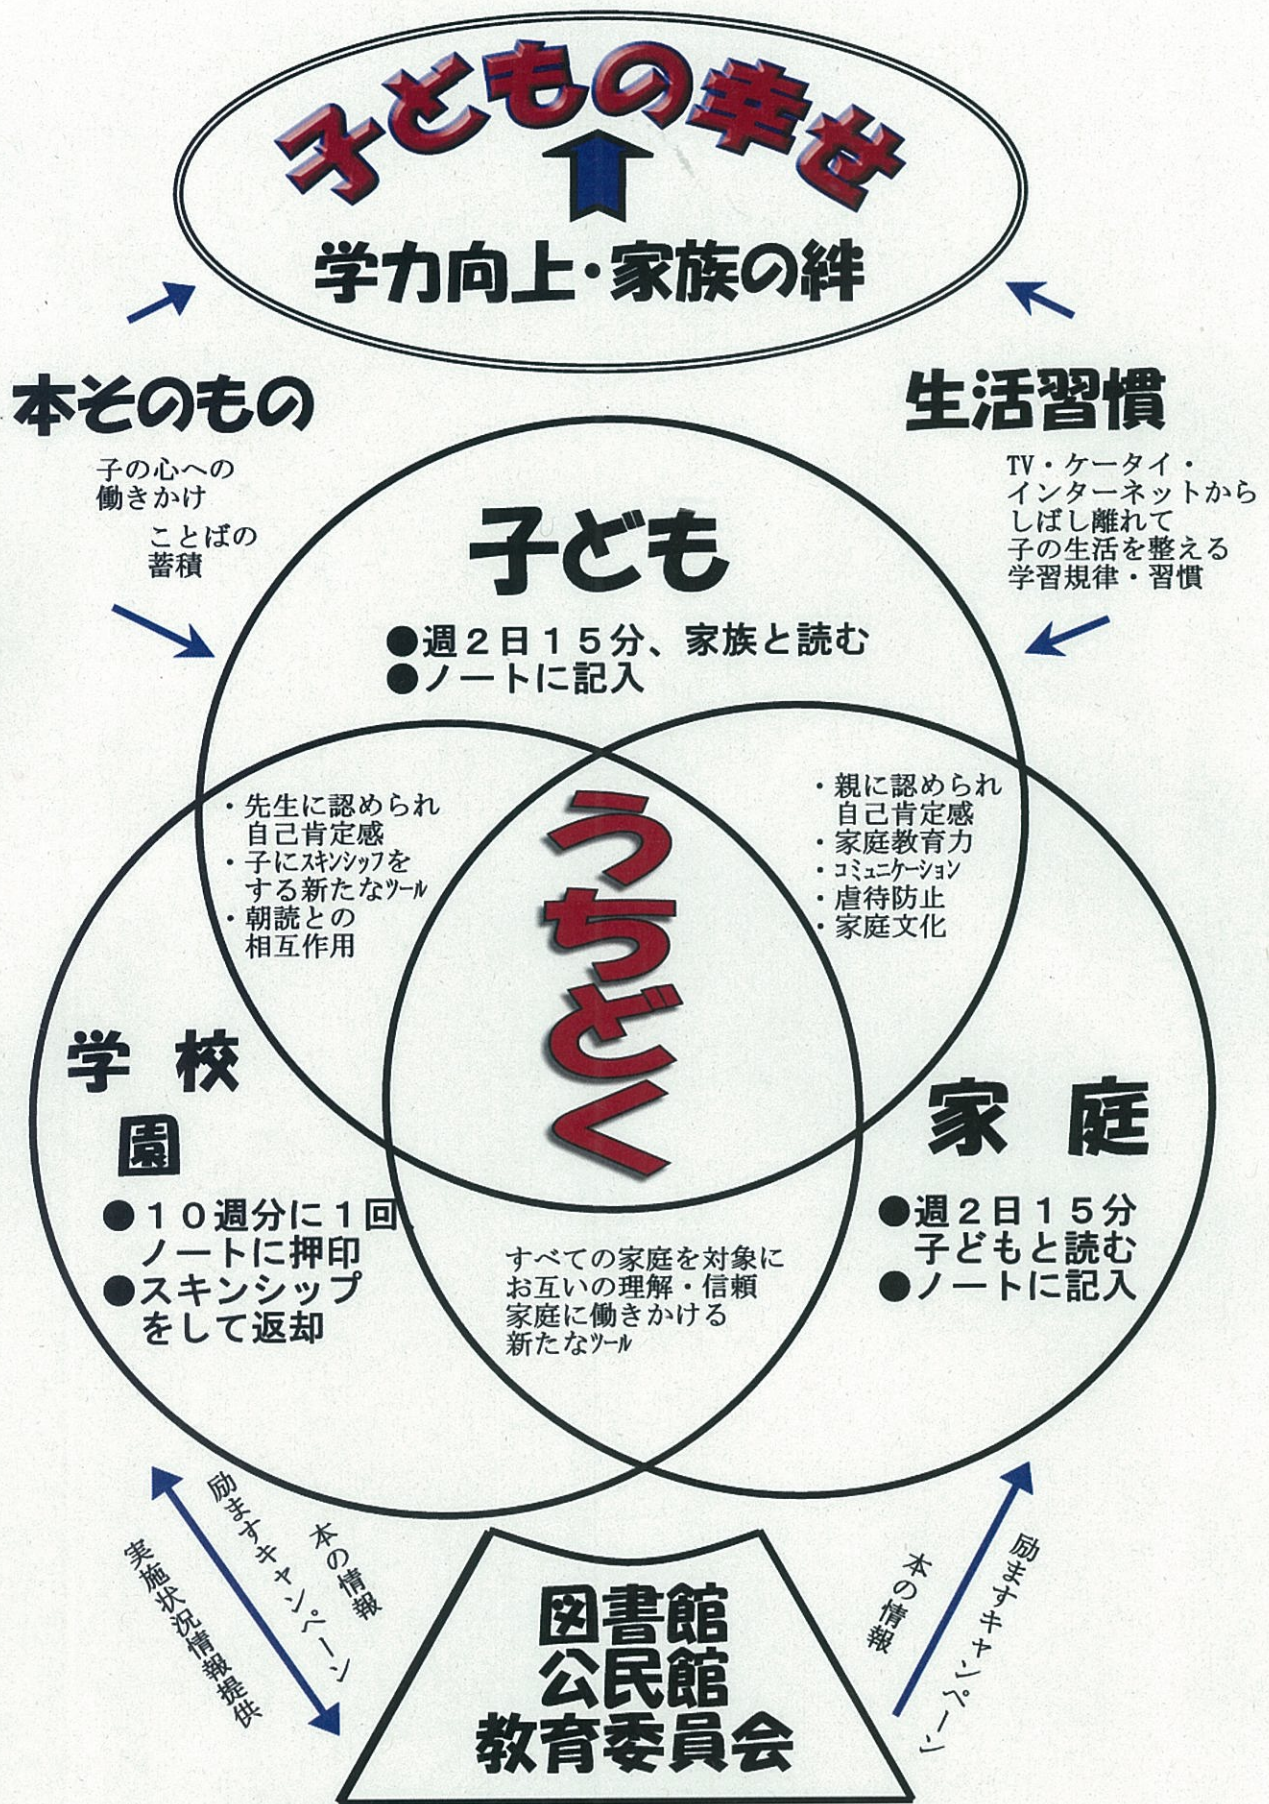 子どもの幸せ
学力向上・家族の絆
本そのもの
子の心への
働きかけ
ことばの
蓄積
生活習慣
TV・ケータイ・
インターネットから
しばし離れて
子の生活を整える
学習規律・習慣
子ども
●週2日15分、家族と読む
●ノートに記入
・先生に認められ
自己肯定感
・子にスキンシップを
する新たなツール
・朝読との
相互作用
うちどく
・親に認められ
自己肯定感
・家庭教育力
・コミュニケーション
・虐待防止
・家庭文化
学校
園
●10週分に1回、
ノートに押印
●スキンシップ
をして返却
すべての家庭を対象に
お互いの理解・信頼
家庭に働きかける
新たなツール
家庭
●週2日15分
子どもと読む
●ノートに記入
本の情報
励ますキャンペーン
実施状況情報提供
図書館
公民館
教育委員会
励ますキャンペーン
本の情報